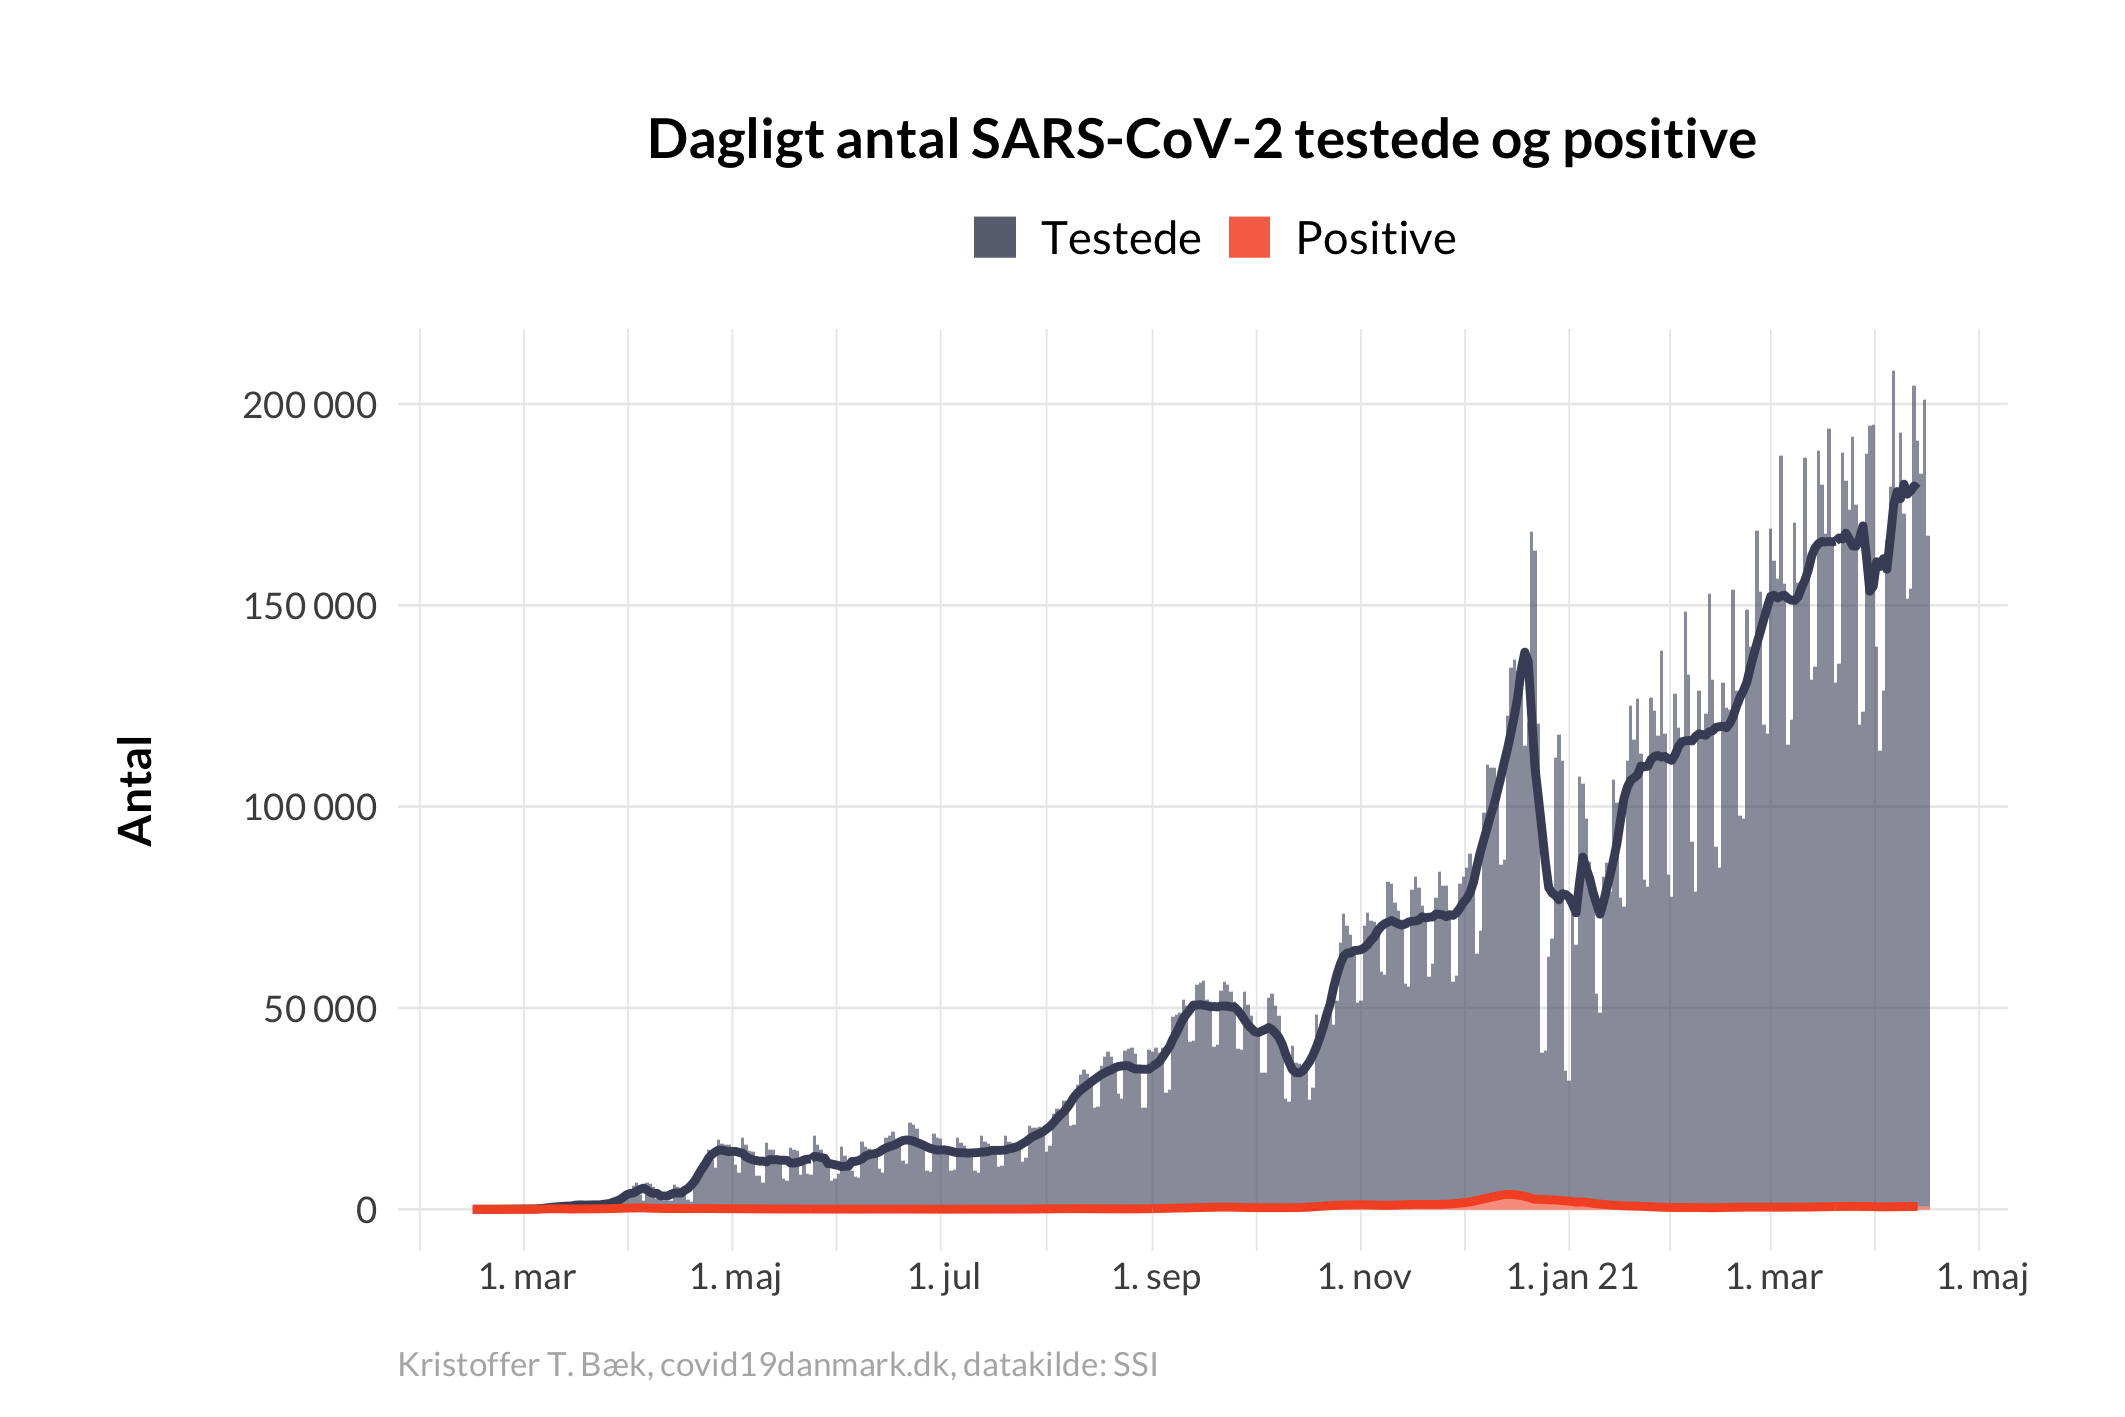 Dagligt antal SARS-CoV-2 testede og positive
Testede Positive
Antal
200 000
150 000
100 000
50 000
0
1. mar 1. maj 1. jul 1. sep 1. nov 1. jan 21 1. mar 1. maj
Kristoffer T. Bæk, covid19danmark.dk, datakilde: SSI